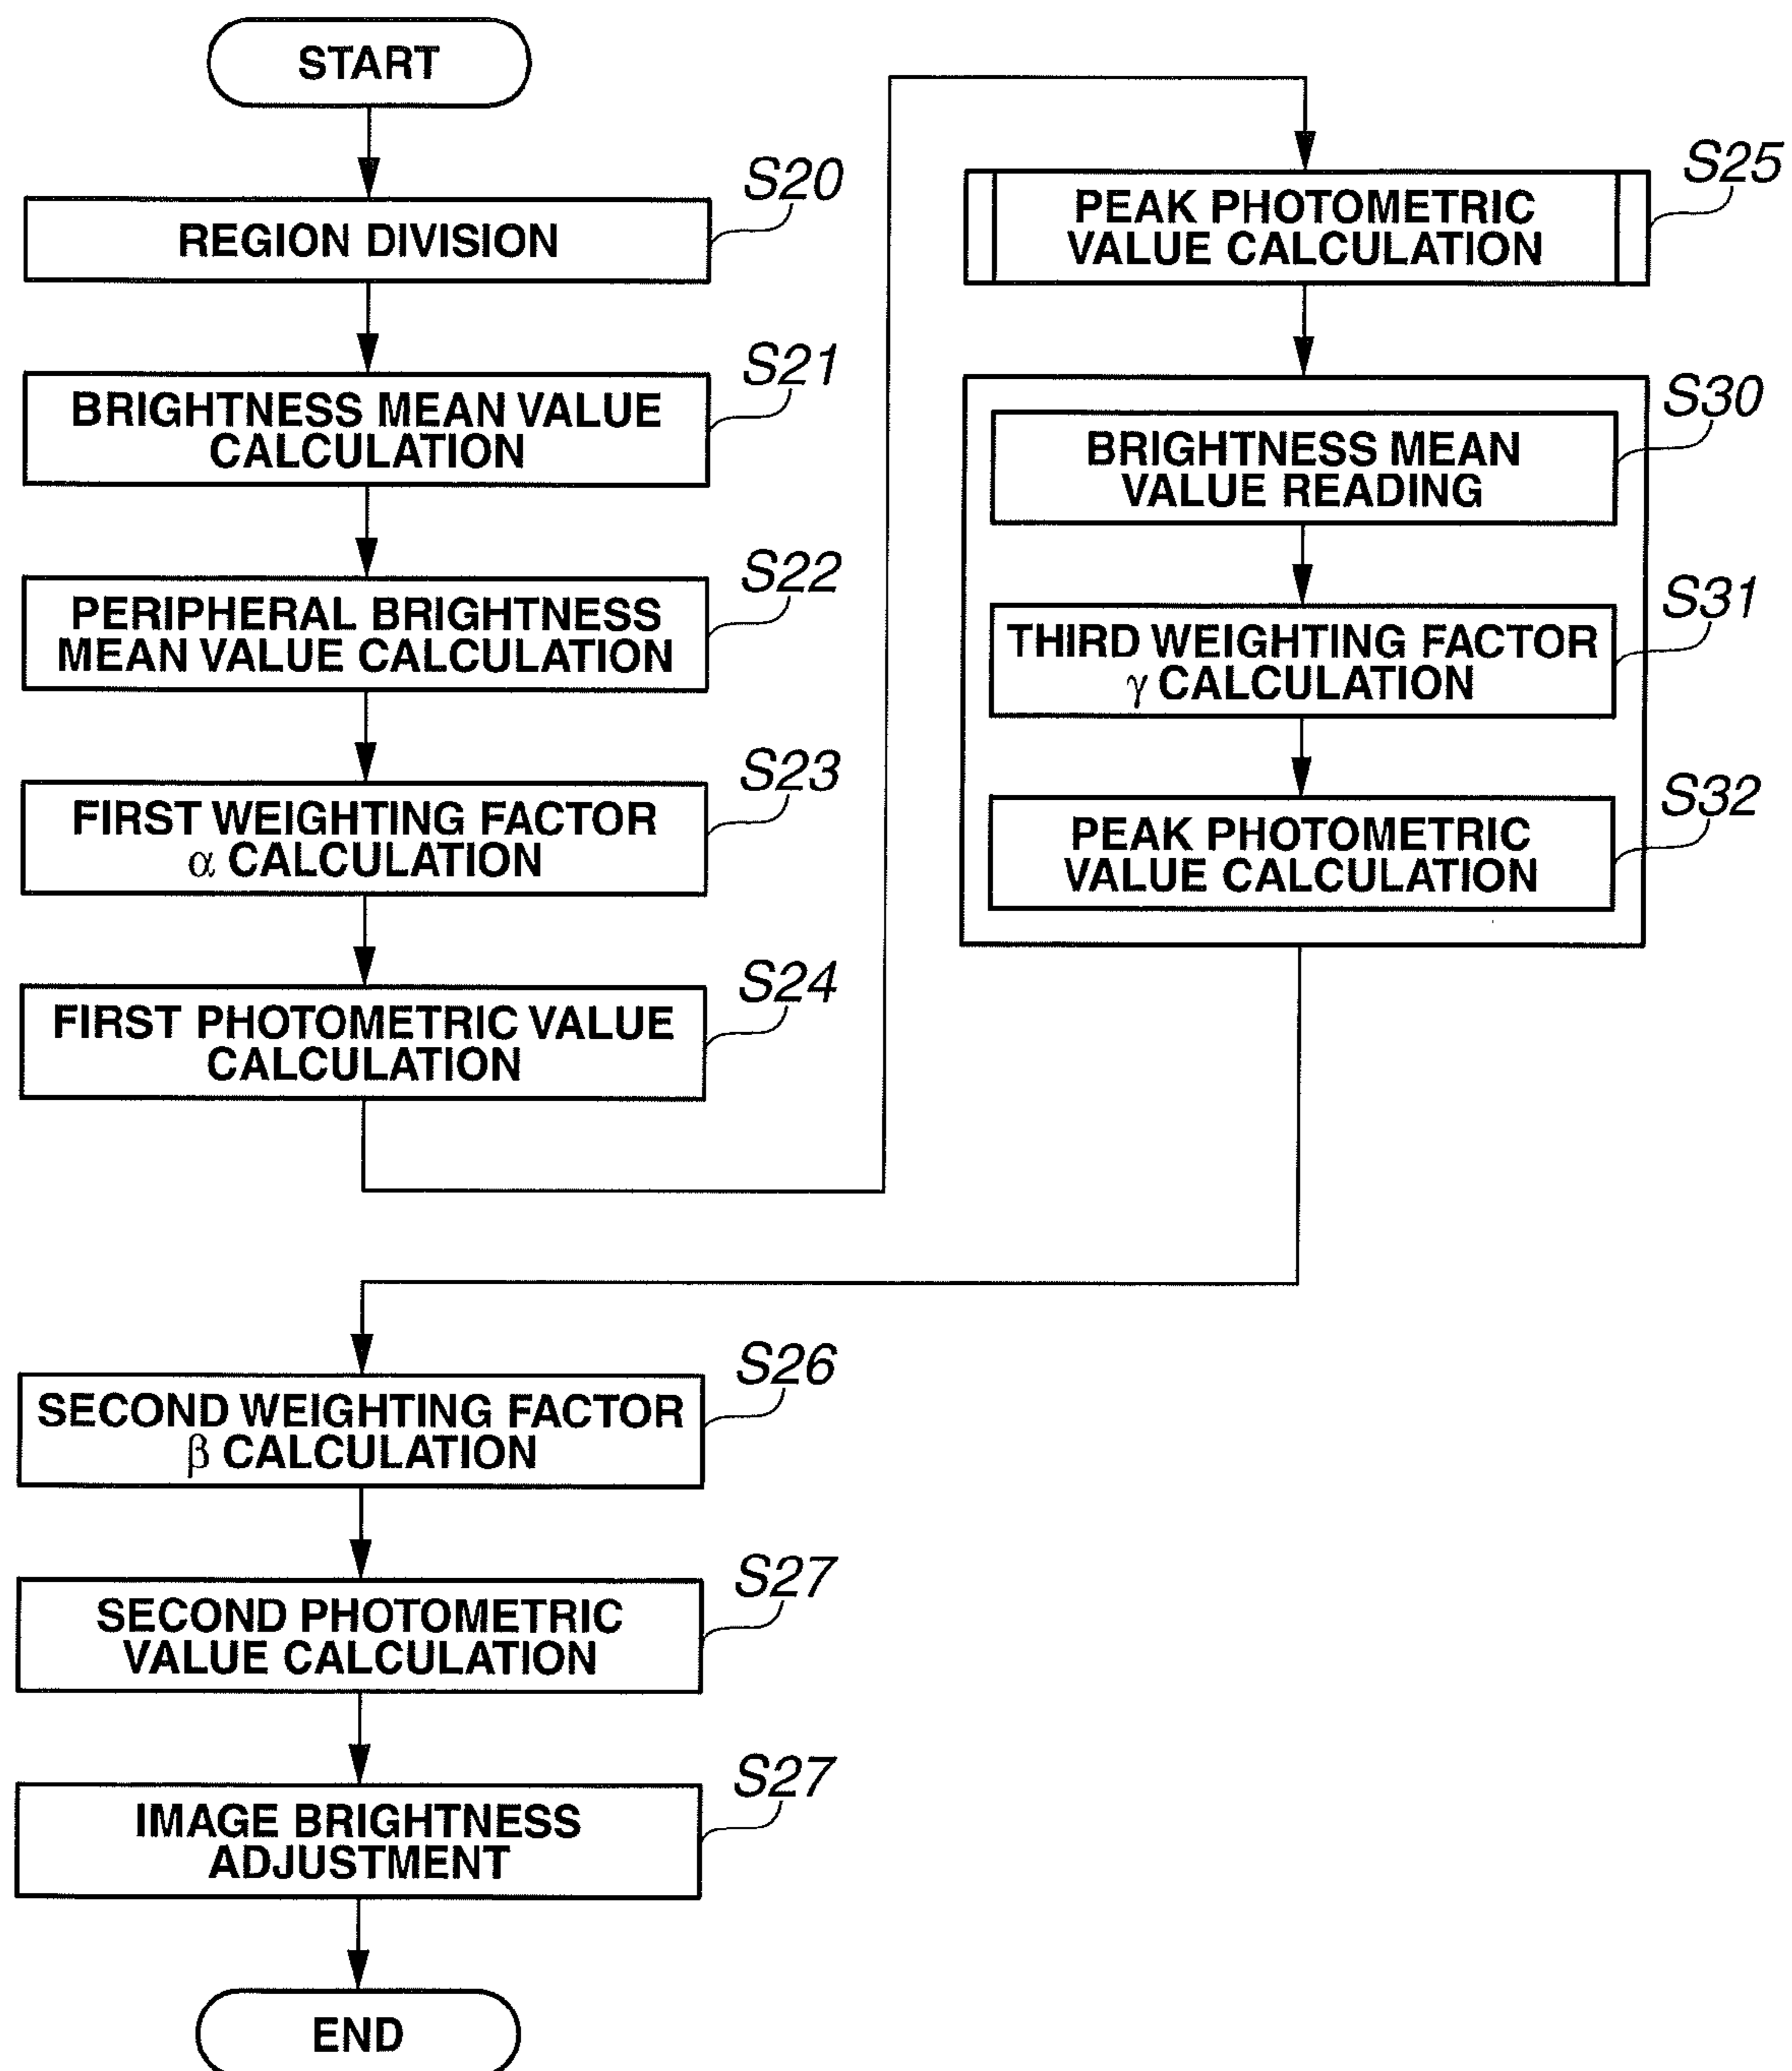 START
S20
REGION DIVISION
S21
BRIGHTNESS MEAN VALUE
CALCULATION
S22
PERIPHERAL BRIGHTNESS
MEAN VALUE CALCULATION
S23
FIRST WEIGHTING FACTOR
α CALCULATION
S24
FIRST PHOTOMETRIC VALUE
CALCULATION
S25
PEAK PHOTOMETRIC
VALUE CALCULATION
S30
BRIGHTNESS MEAN
VALUE READING
S31
THIRD WEIGHTING FACTOR
γ CALCULATION
S32
PEAK PHOTOMETRIC
VALUE CALCULATION
S26
SECOND WEIGHTING FACTOR
β CALCULATION
S27
SECOND PHOTOMETRIC
VALUE CALCULATION
S27
IMAGE BRIGHTNESS
ADJUSTMENT
END